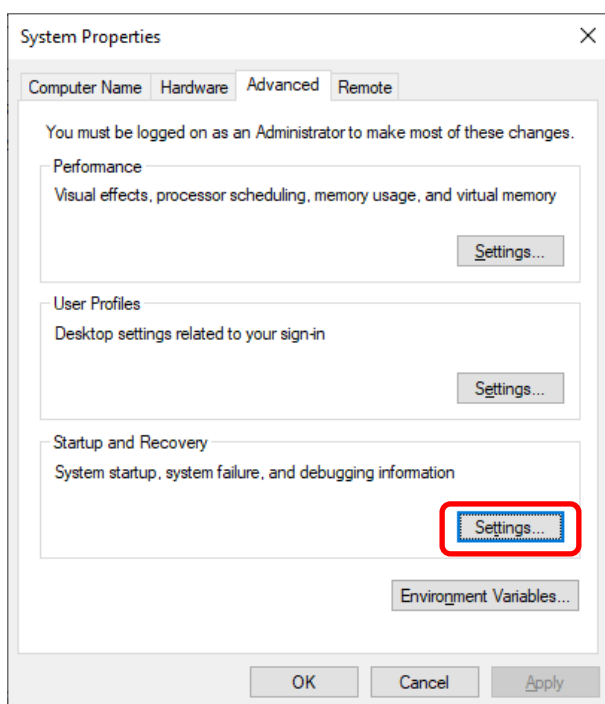 System Properties
Computer Name Hardware Advanced Remote
You must be logged on as an Administrator to make most of these changes.
Performance
Visual effects, processor scheduling, memory usage, and virtual memory
Settings...
User Profiles
Desktop settings related to your sign-in
Settings...
Startup and Recovery
System startup, system failure, and debugging information
Settings...
Environment Variables...
OK Cancel Apply